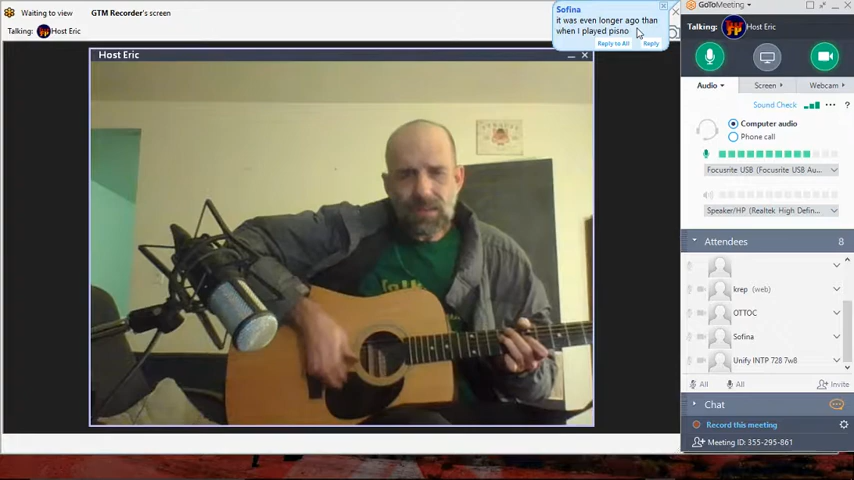 Waiting to view
GTM Recorder's screen
Talking:
Host Eric
Host Eric
Sofina
it was even longer ago than
when I played pisno
Reply to All
Reply
GoToMeeting
Talking:
Host Eric
Audio
Screen
Webcam
Sound Check
?
Computer audio
Phone call
Focusrite USB (Focusrite USB Au...
Speaker/HP (Realtek High Defin...
Attendees
8
krep (web)
OTTOC
Sofina
Unify INTP 728 7w8
All
All
Invite
Chat
Record this meeting
Meeting ID: 355-295-861